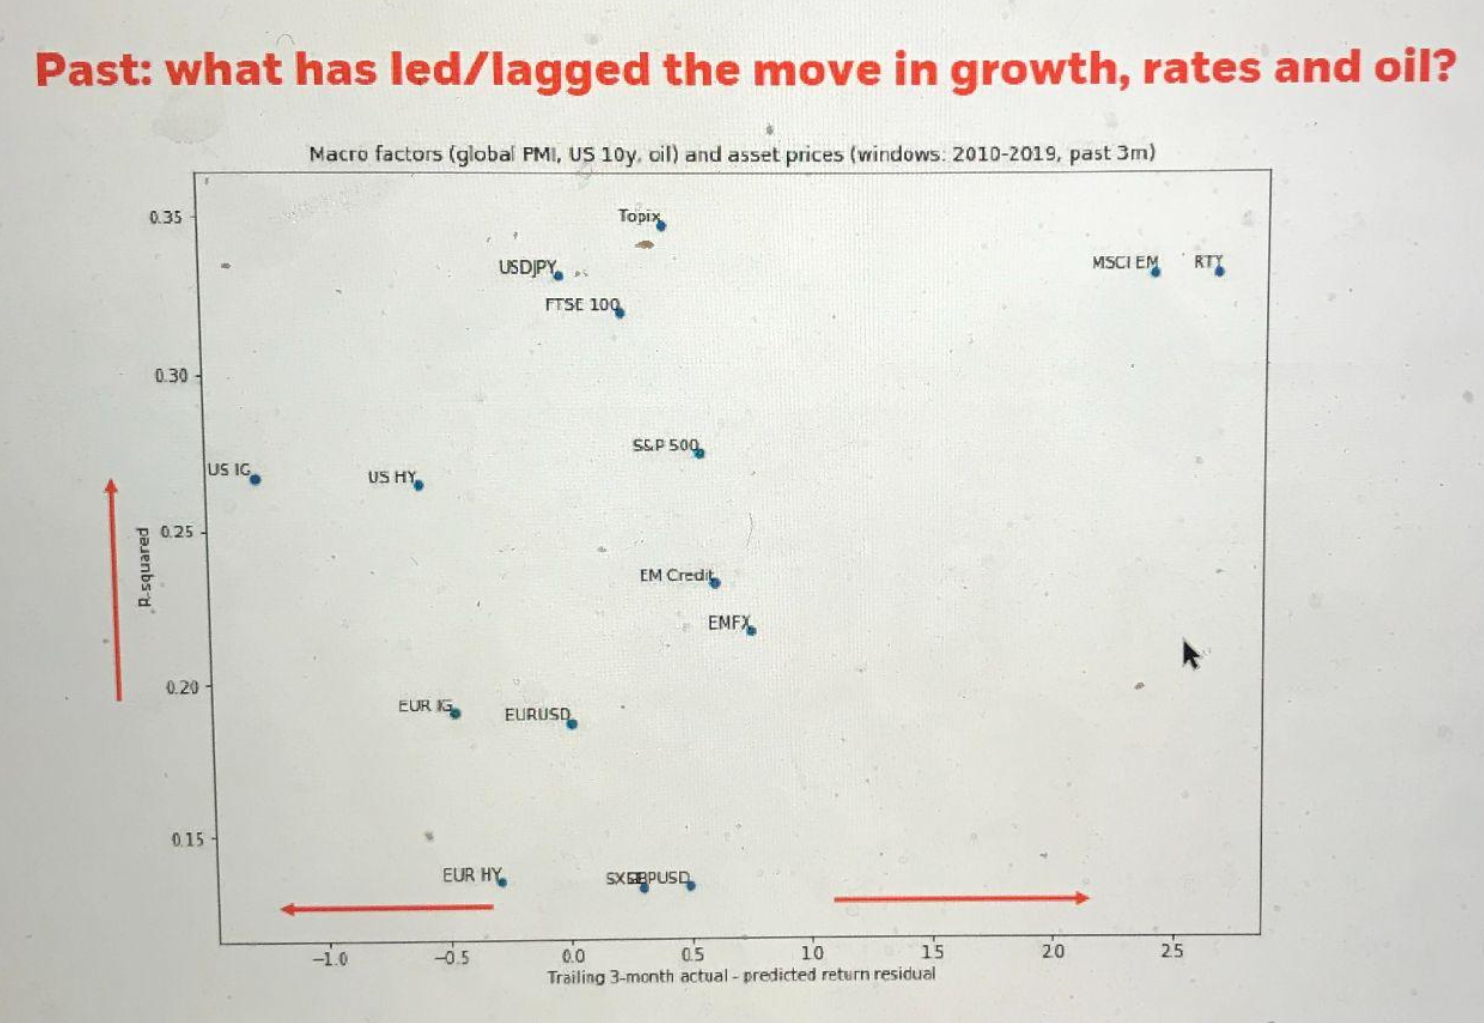 Past: what has led/lagged the move in growth, rates and oil?
Macro factors (global PMI, US 10y, oil) and asset prices (windows: 2010-2019, past 3m)
0.35
Topix
USDJPY
MSCI EM
RTY
FTSE 100
0.30
S&P 500
US IG
US HY
0.25
R-squared
EM Credit
EMFX
0.20
EUR IG
EURUSD
0.15
EUR HY
GBPUSD
−1.0
−0.5
0.0
0.5
1.0
1.5
2.0
2.5
Trailing 3-month actual - predicted return residual